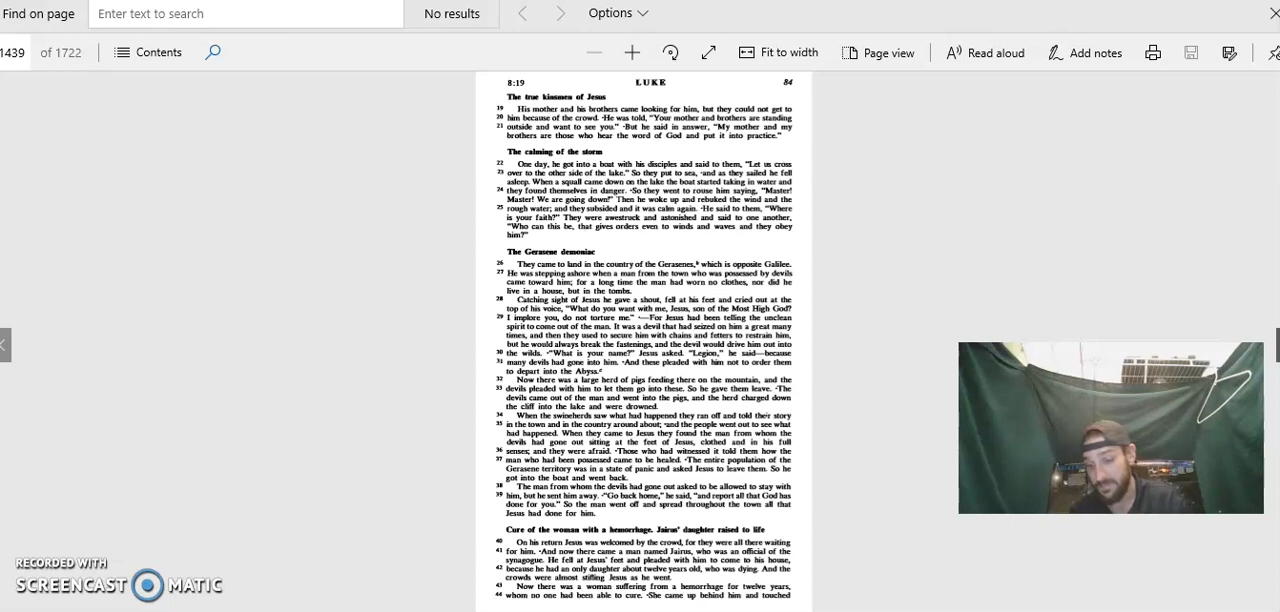 Find on page Enter text to search No results Options
1439 of 1722 Contents Fit to width Page view Read aloud Add notes
8:19 LUKE 84
The true kinsmen of Jesus
19 His mother and his brothers came looking for him, but they could not get to
20 him because of the crowd. ·He was told, “Your mother and brothers are standing
21 outside and want to see you.” ·But he said in answer, “My mother and my
brothers are those who hear the word of God and put it into practice.”
The calming of the storm
22 One day, he got into a boat with his disciples and said to them, “Let us cross
23 over to the other side of the lake.” So they put to sea, ·and as they sailed he fell
asleep. When a squall came down on the lake the boat started taking in water and
24 they found themselves in danger. ·So they went to rouse him saying, “Master!
Master! We are going down!” Then he woke up and rebuked the wind and the
25 rough water; and they subsided and it was calm again. ·He said to them, “Where
is your faith?” They were awestruck and astonished and said to one another,
“Who can this be, that gives orders even to winds and waves and they obey
him?”
The Gerasene demoniac
26 They came to land in the country of the Gerasenes,b which is opposite Galilee.
27 He was stepping ashore when a man from the town who was possessed by devils
came toward him; for a long time the man had worn no clothes, nor did he
live in a house, but in the tombs.
28 Catching sight of Jesus he gave a shout, fell at his feet and cried out at the
top of his voice, “What do you want with me, Jesus, son of the Most High God?
29 I implore you, do not torture me.” ·—For Jesus had been telling the unclean
spirit to come out of the man. It was a devil that had seized on him a great many
times, and then they used to secure him with chains and fetters to restrain him,
but he would always break the fastenings, and the devil would drive him out into
30 the wilds. ·“What is your name?” Jesus asked. “Legion,” he said—because
31 many devils had gone into him. ·And these pleaded with him not to order them
to depart into the Abyss.c
32 Now there was a large herd of pigs feeding there on the mountain, and the
33 devils pleaded with him to let them go into these. So he gave them leave. ·The
devils came out of the man and went into the pigs, and the herd charged down
the cliff into the lake and were drowned.
34 When the swineherds saw what had happened they ran off and told their story
35 in the town and in the country around about; ·and the people went out to see what
had happened. When they came to Jesus they found the man from whom the
devils had gone out sitting at the feet of Jesus, clothed and in his full
36 senses; and they were afraid. ·Those who had witnessed it told them how the
37 man who had been possessed came to be healed. ·The entire population of the
Gerasene territory was in a state of panic and asked Jesus to leave them. So he
got into the boat and went back.
38 The man from whom the devils had gone out asked to be allowed to stay with
39 him, but he sent him away. ·“Go back home,” he said, “and report all that God has
done for you.” So the man went off and spread throughout the town all that
Jesus had done for him.
Cure of the woman with a hemorrhage. Jairus’ daughter raised to life
40 On his return Jesus was welcomed by the crowd, for they were all there waiting
41 for him. ·And now there came a man named Jairus, who was an official of the
synagogue. He fell at Jesus’ feet and pleaded with him to come to his house,
42 because he had an only daughter about twelve years old, who was dying. And the
crowds were almost stifling Jesus as he went.
43 Now there was a woman suffering from a hemorrhage for twelve years,
44 whom no one had been able to cure. ·She came up behind him and touched
RECORDED WITH
SCREENCAST MATIC